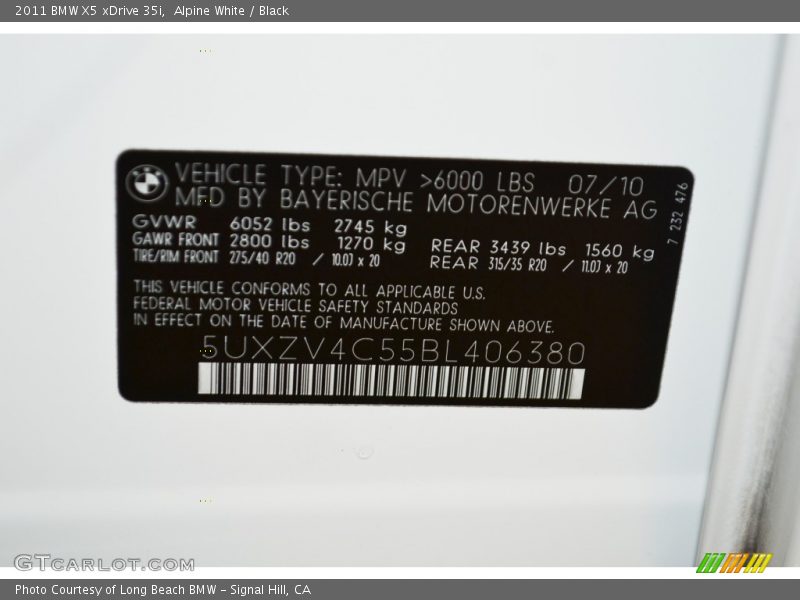 2011 BMW X5 xDrive 35i,  Alpine White / Black
VEHICLE TYPE: MPV >6000 LBS 07/10
MFD BY BAYERISCHE MOTORENWERKE AG
GVWR 6052 lbs 2745 kg
GAWR FRONT 2800 lbs 1270 kg REAR 3439 lbs 1560 kg
TIRE/RIM FRONT 275/40 R20 / 10.0J x 20 REAR 315/35 R20 / 11.0J x 20
THIS VEHICLE CONFORMS TO ALL APPLICABLE U.S.
FEDERAL MOTOR VEHICLE SAFETY STANDARDS
IN EFFECT ON THE DATE OF MANUFACTURE SHOWN ABOVE.
5UXZV4C55BL406380
7 232 476
GTCARLOT.COM
Photo Courtesy of Long Beach BMW - Signal Hill, CA